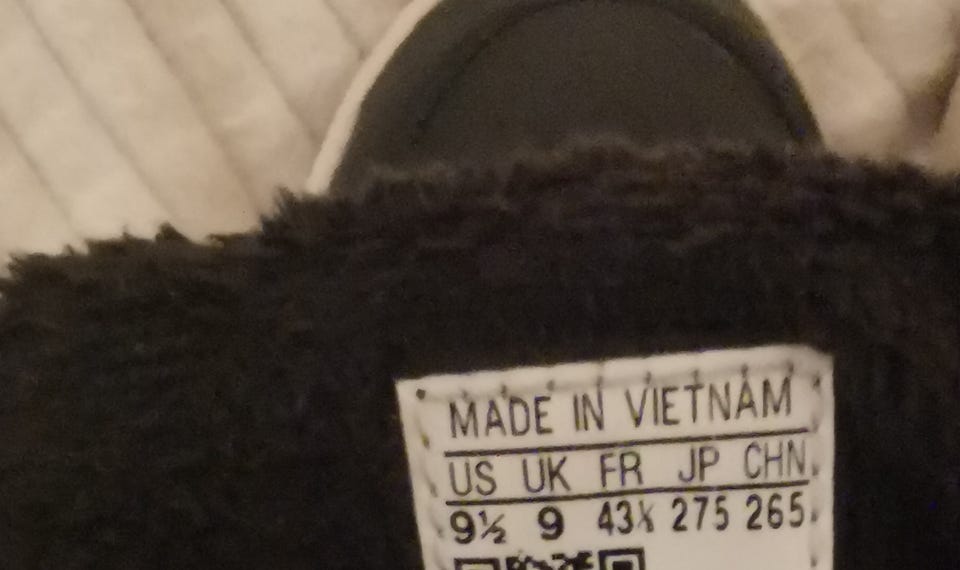 MADE IN VIETNAM
US UK FR JP CHN
9½ 9 43⅓ 275 265